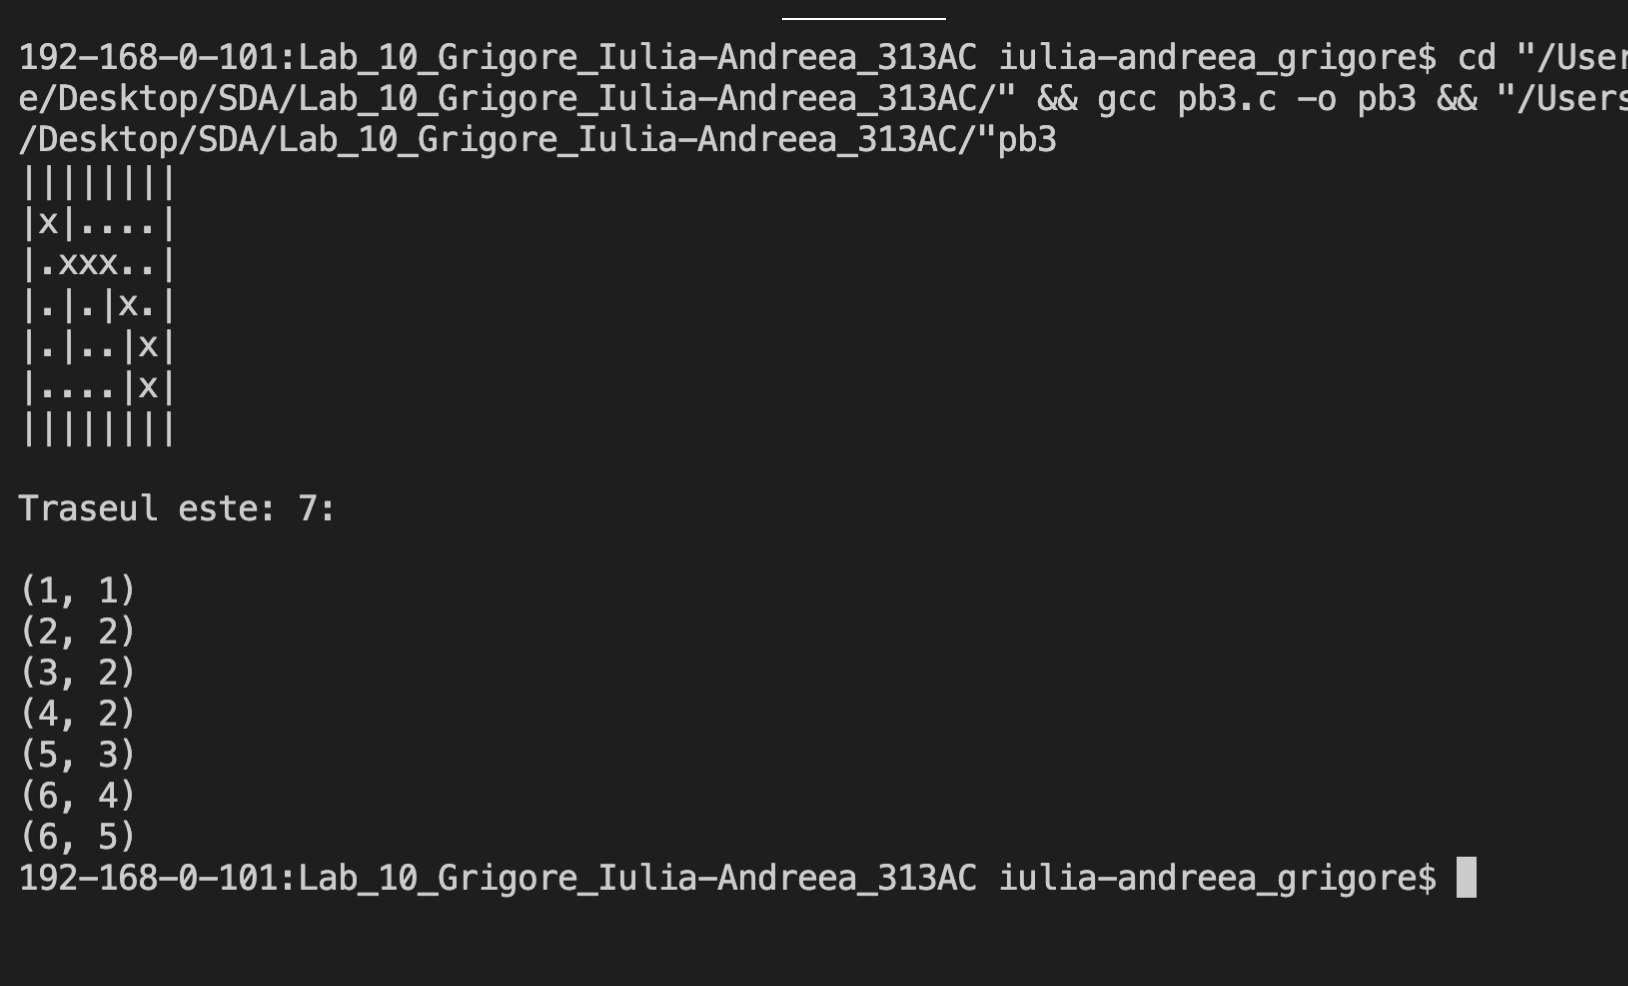 192-168-0-101:Lab_10_Grigore_Iulia-Andreea_313AC iulia-andreea_grigore$ cd "/User
e/Desktop/SDA/Lab_10_Grigore_Iulia-Andreea_313AC/" && gcc pb3.c -o pb3 && "/Users
/Desktop/SDA/Lab_10_Grigore_Iulia-Andreea_313AC/"pb3
||||||||
|x|....|
|.xxx..|
|.|.|x.|
|.|..|x|
|....|x|
||||||||
Traseul este: 7:
(1, 1)
(2, 2)
(3, 2)
(4, 2)
(5, 3)
(6, 4)
(6, 5)
192-168-0-101:Lab_10_Grigore_Iulia-Andreea_313AC iulia-andreea_grigore$